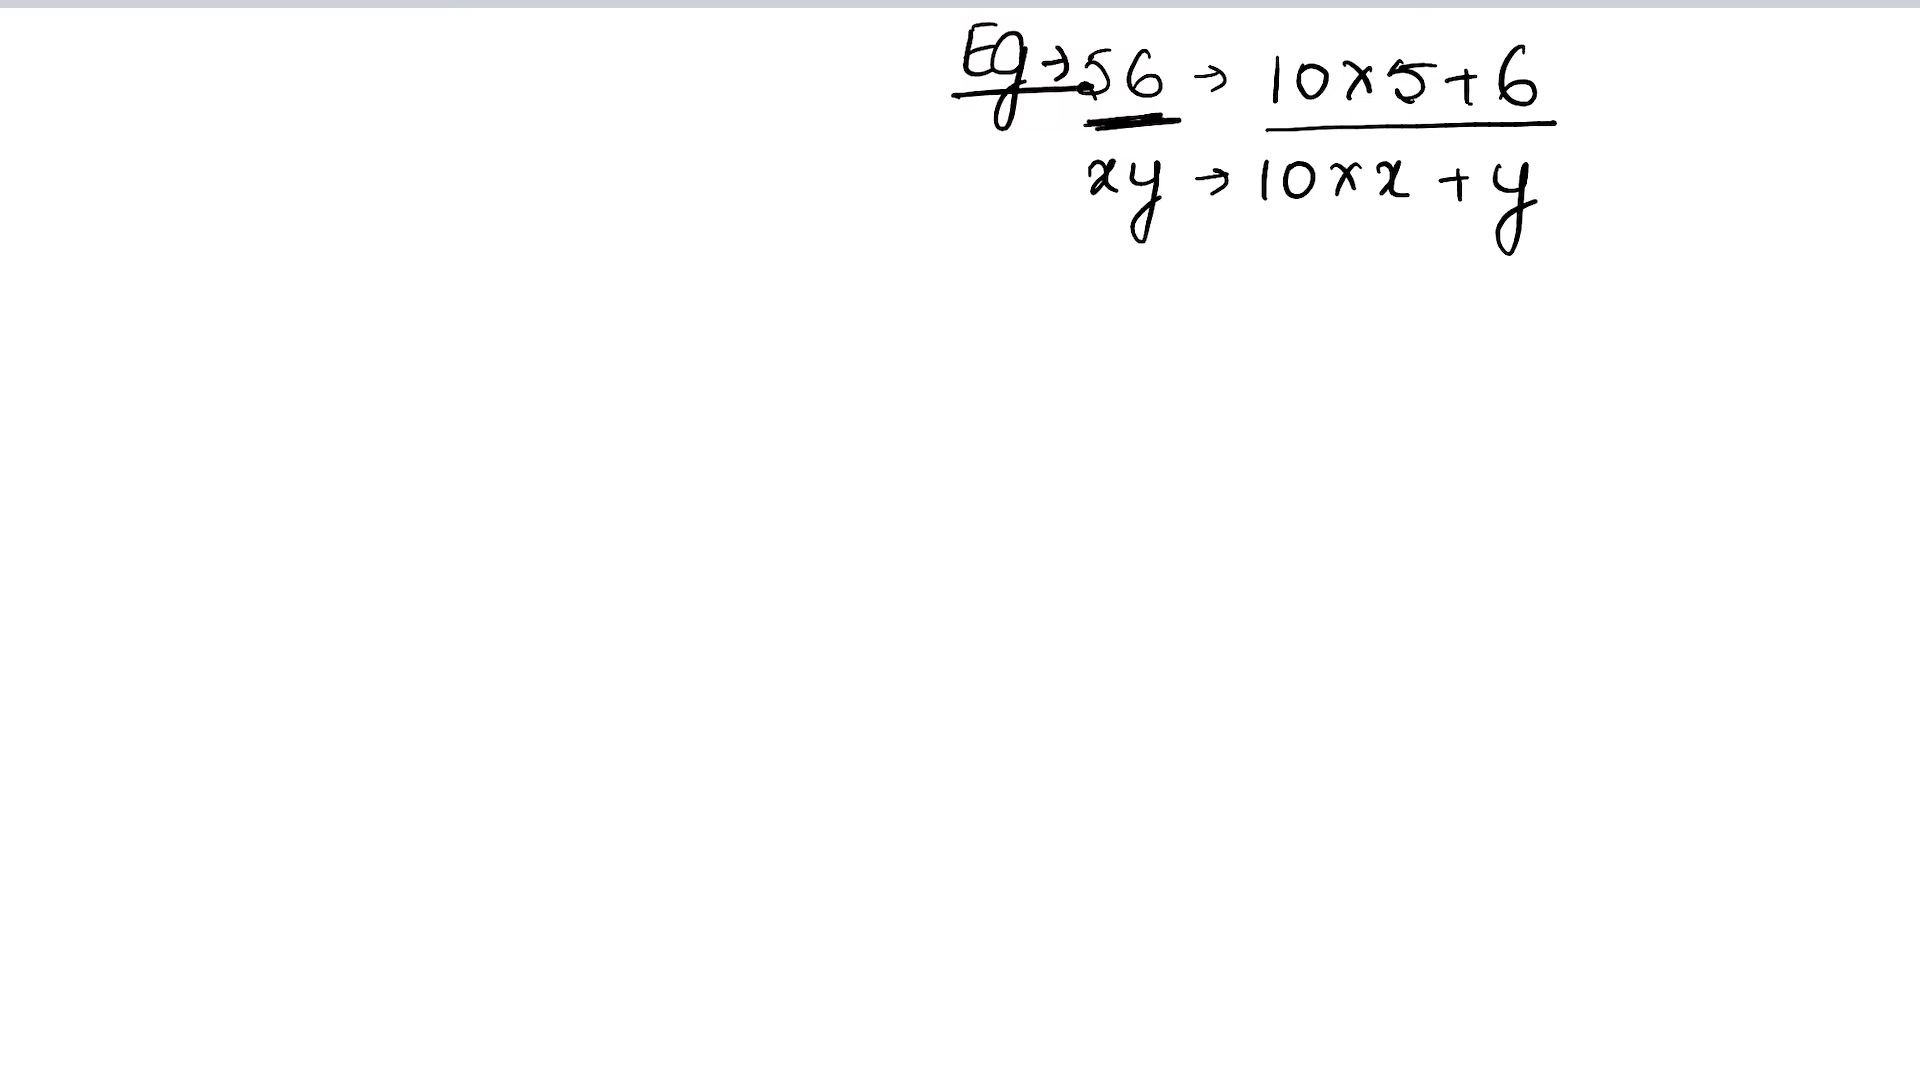 Eg → 56 → 10×5+6
xy → 10×x + y